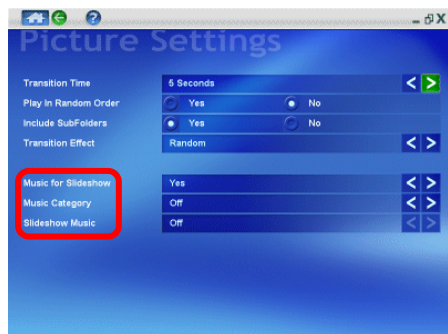 Picture Settings
Transition Time 5 Seconds
Play In Random Order Yes No
Include SubFolders Yes No
Transition Effect Random
Music for Slideshow Yes
Music Category Off
Slideshow Music Off